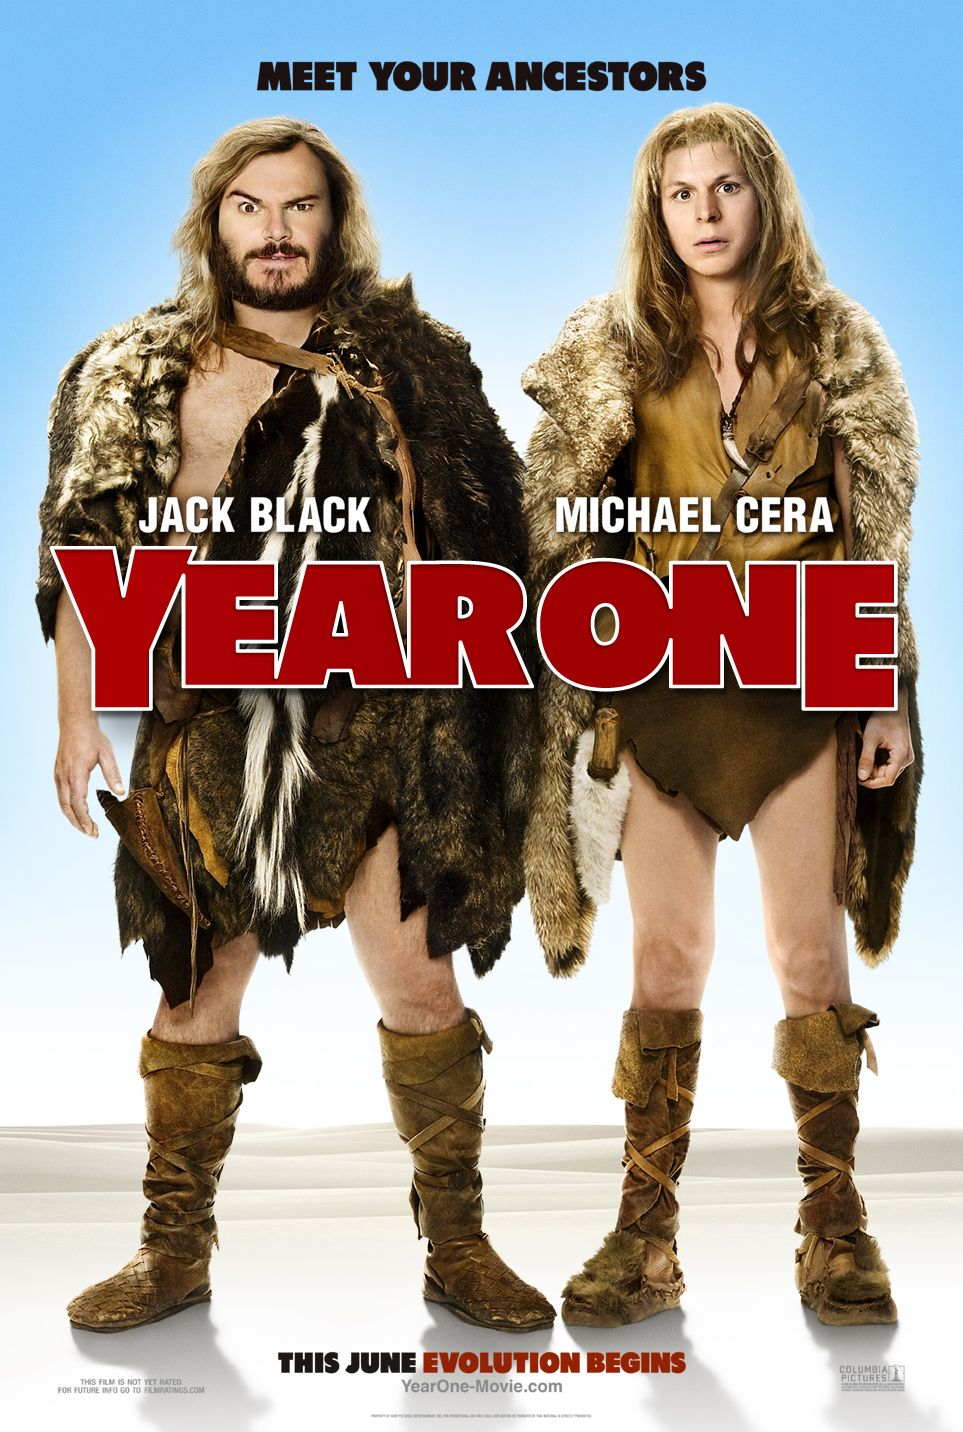 MEET YOUR ANCESTORS
JACK BLACK
MICHAEL CERA
YEAR ONE
THIS JUNE EVOLUTION BEGINS
YearOne-Movie.com
THIS FILM IS NOT YET RATED.
FOR FUTURE INFO GO TO FILMRATINGS.COM
COLUMBIA
PICTURES